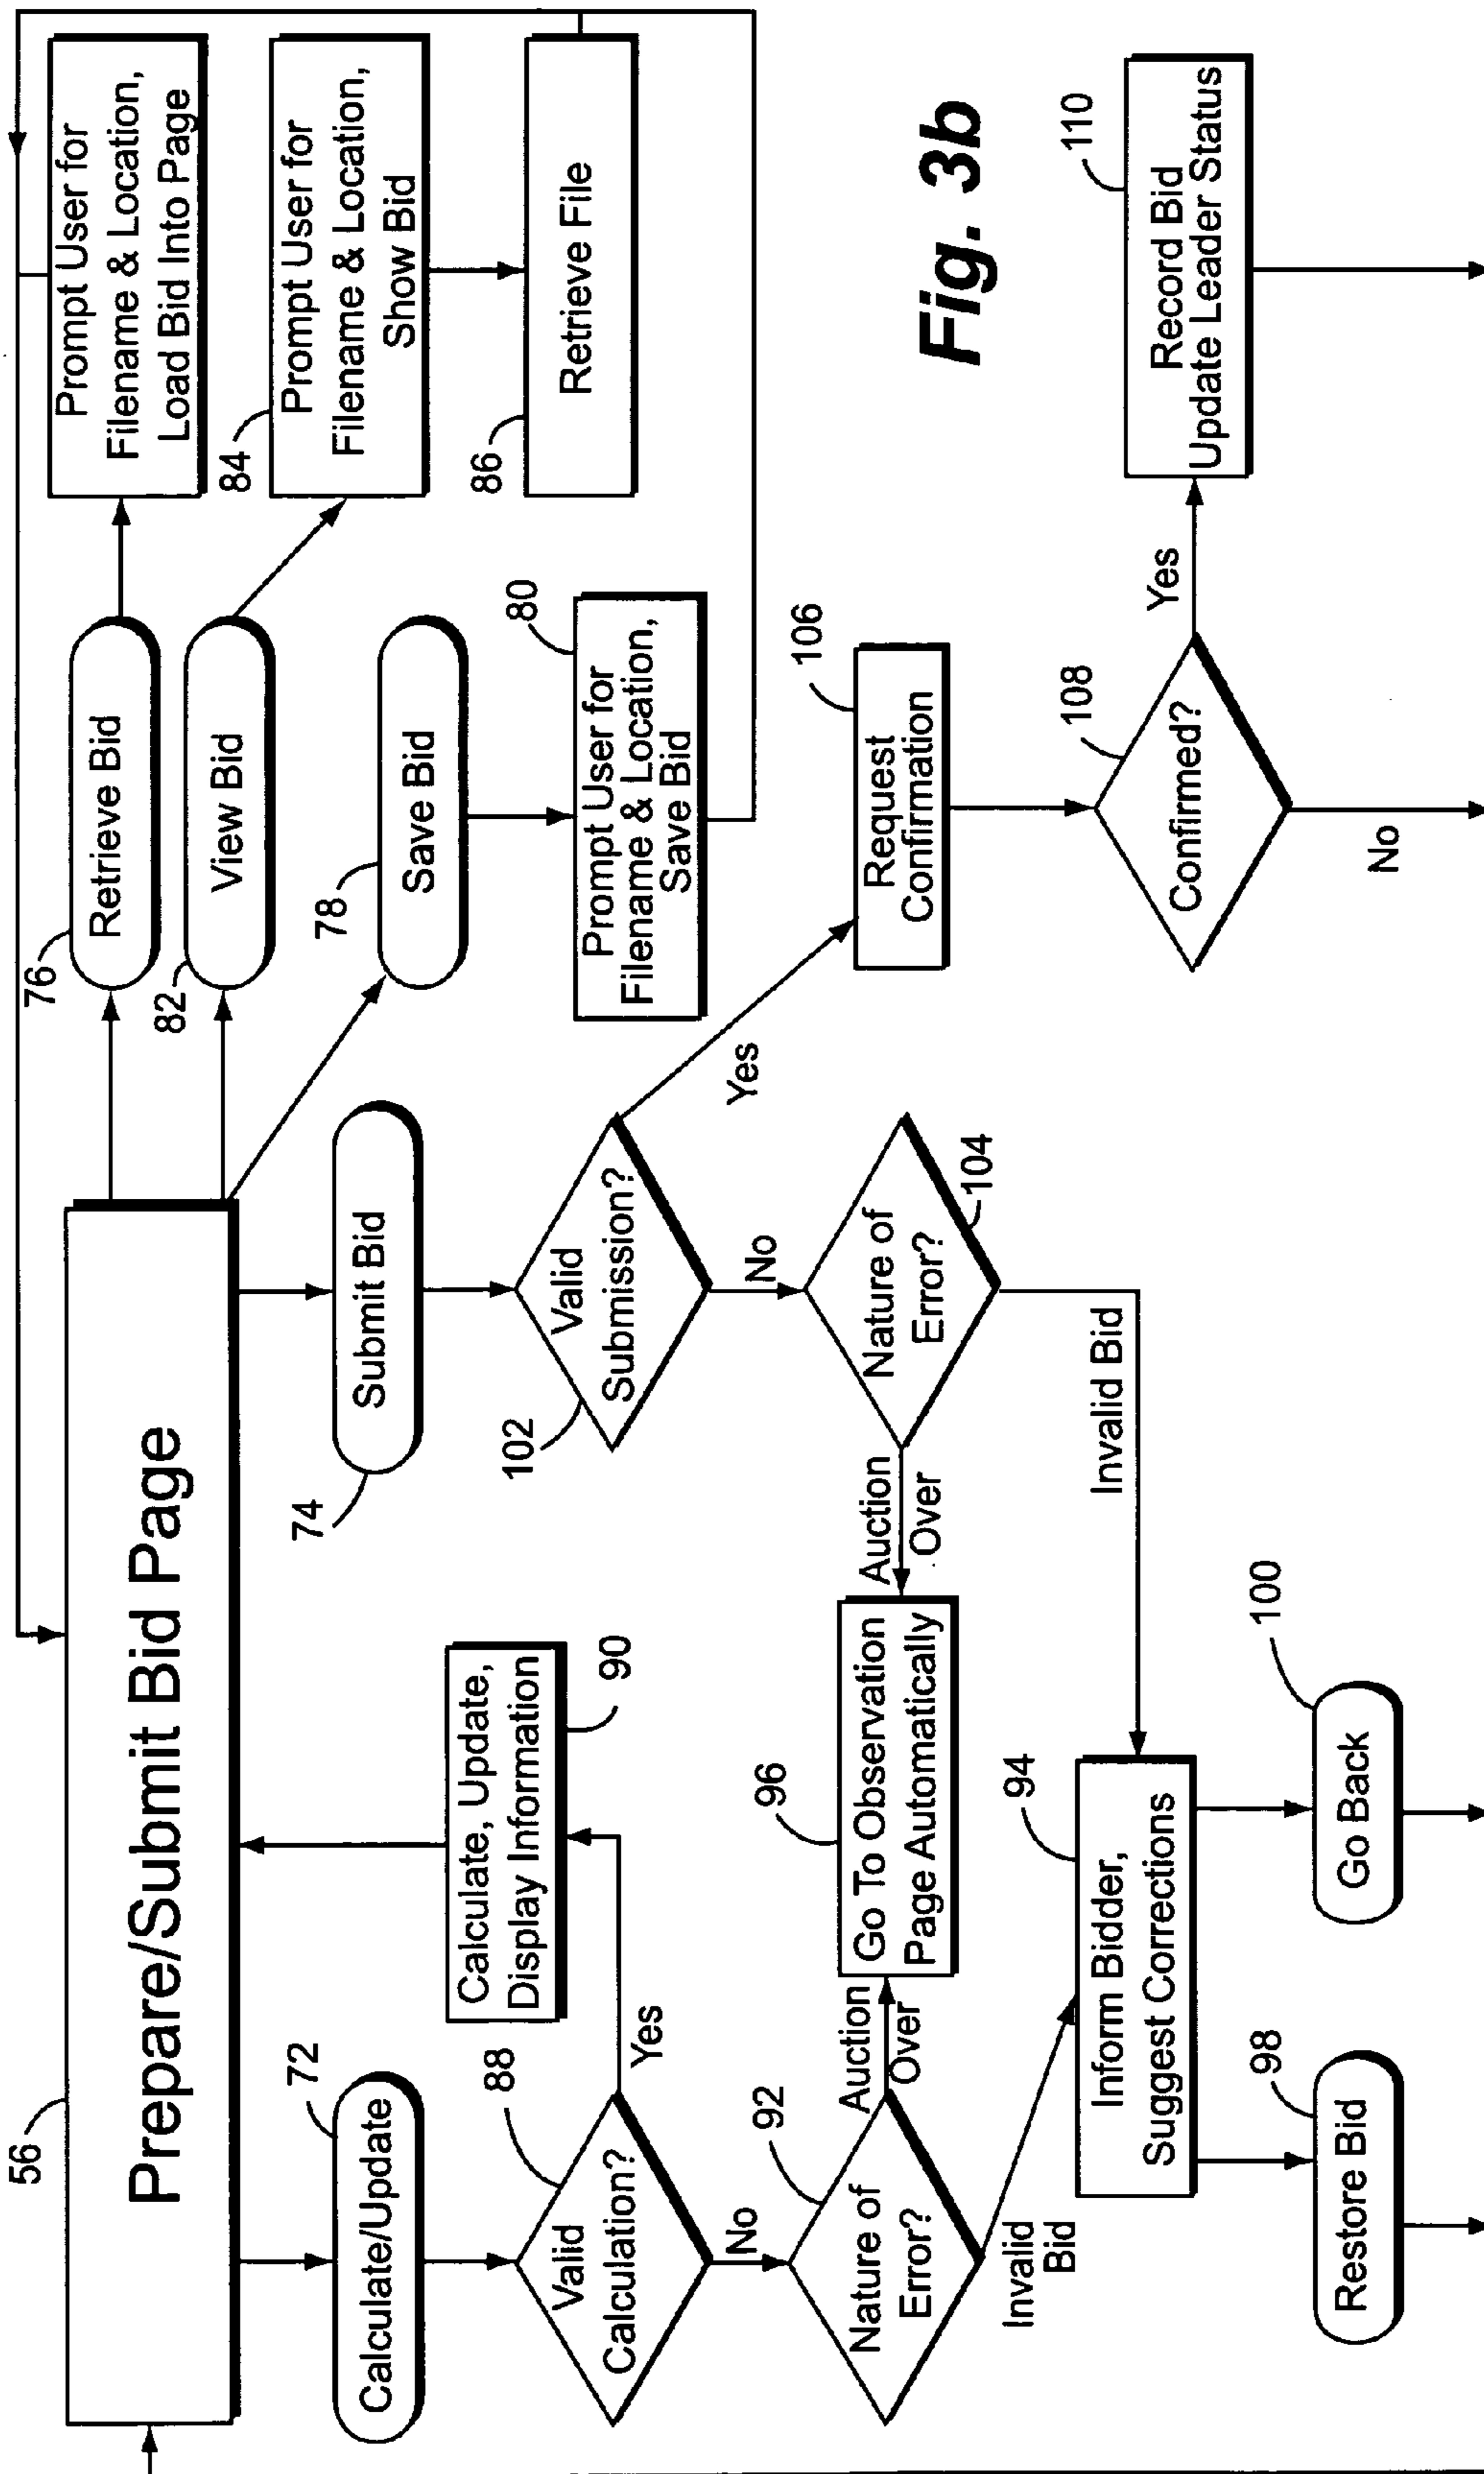 56
Prepare/Submit Bid Page
76
Retrieve Bid
Prompt User for
Filename & Location,
Load Bid Into Page
82
View Bid
84
Prompt User for
Filename & Location,
Show Bid
86
Retrieve File
78
Save Bid
80
Prompt User for
Filename & Location,
Save Bid
72
Calculate/Update
74
Submit Bid
88
Valid
Calculation?
Yes
No
90
Calculate, Update,
Display Information
102
Valid
Submission?
Yes
No
92
Nature of
Error?
Auction
Over
Invalid
Bid
96
Go To Observation
Page Automatically
Auction
Over
104
Nature of
Error?
Invalid Bid
106
Request
Confirmation
108
Confirmed?
Yes
No
110
Record Bid
Update Leader Status
94
Inform Bidder,
Suggest Corrections
98
Restore Bid
100
Go Back
Fig. 3b